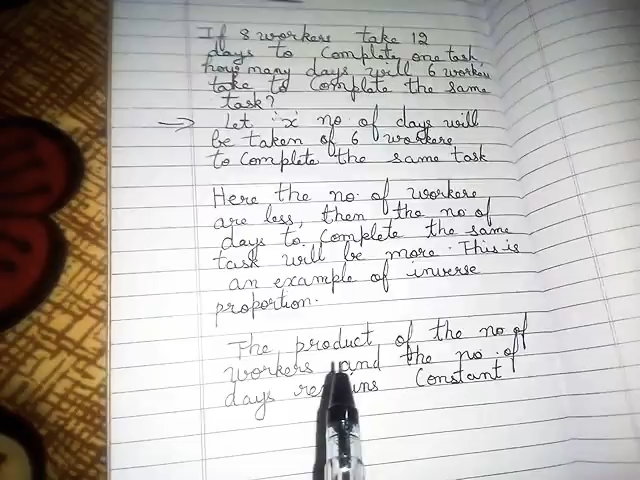 If 8 workers take 12
days to complete one task,
how many days will 6 workers
take to complete the same
task?
→ Let 'x' no. of days will
be taken of 6 workers
to complete the same task
Here the no. of workers
are less, then the no of
days to complete the same
task will be more. This is
an example of inverse
proportion.
The product of the no of
workers and the no. of
days remains Constant